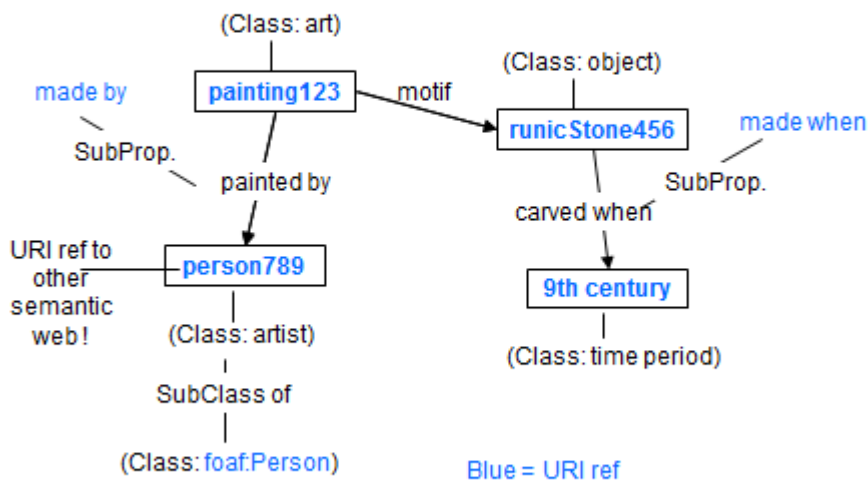 (Class: art)
painting123
motif
(Class: object)
runicStone456
made by
SubProp.
painted by
made when
SubProp.
carved when
URI ref to
other
semantic
web!
person789
9th century
(Class: artist)
(Class: time period)
SubClass of
(Class: foaf:Person)
Blue = URI ref